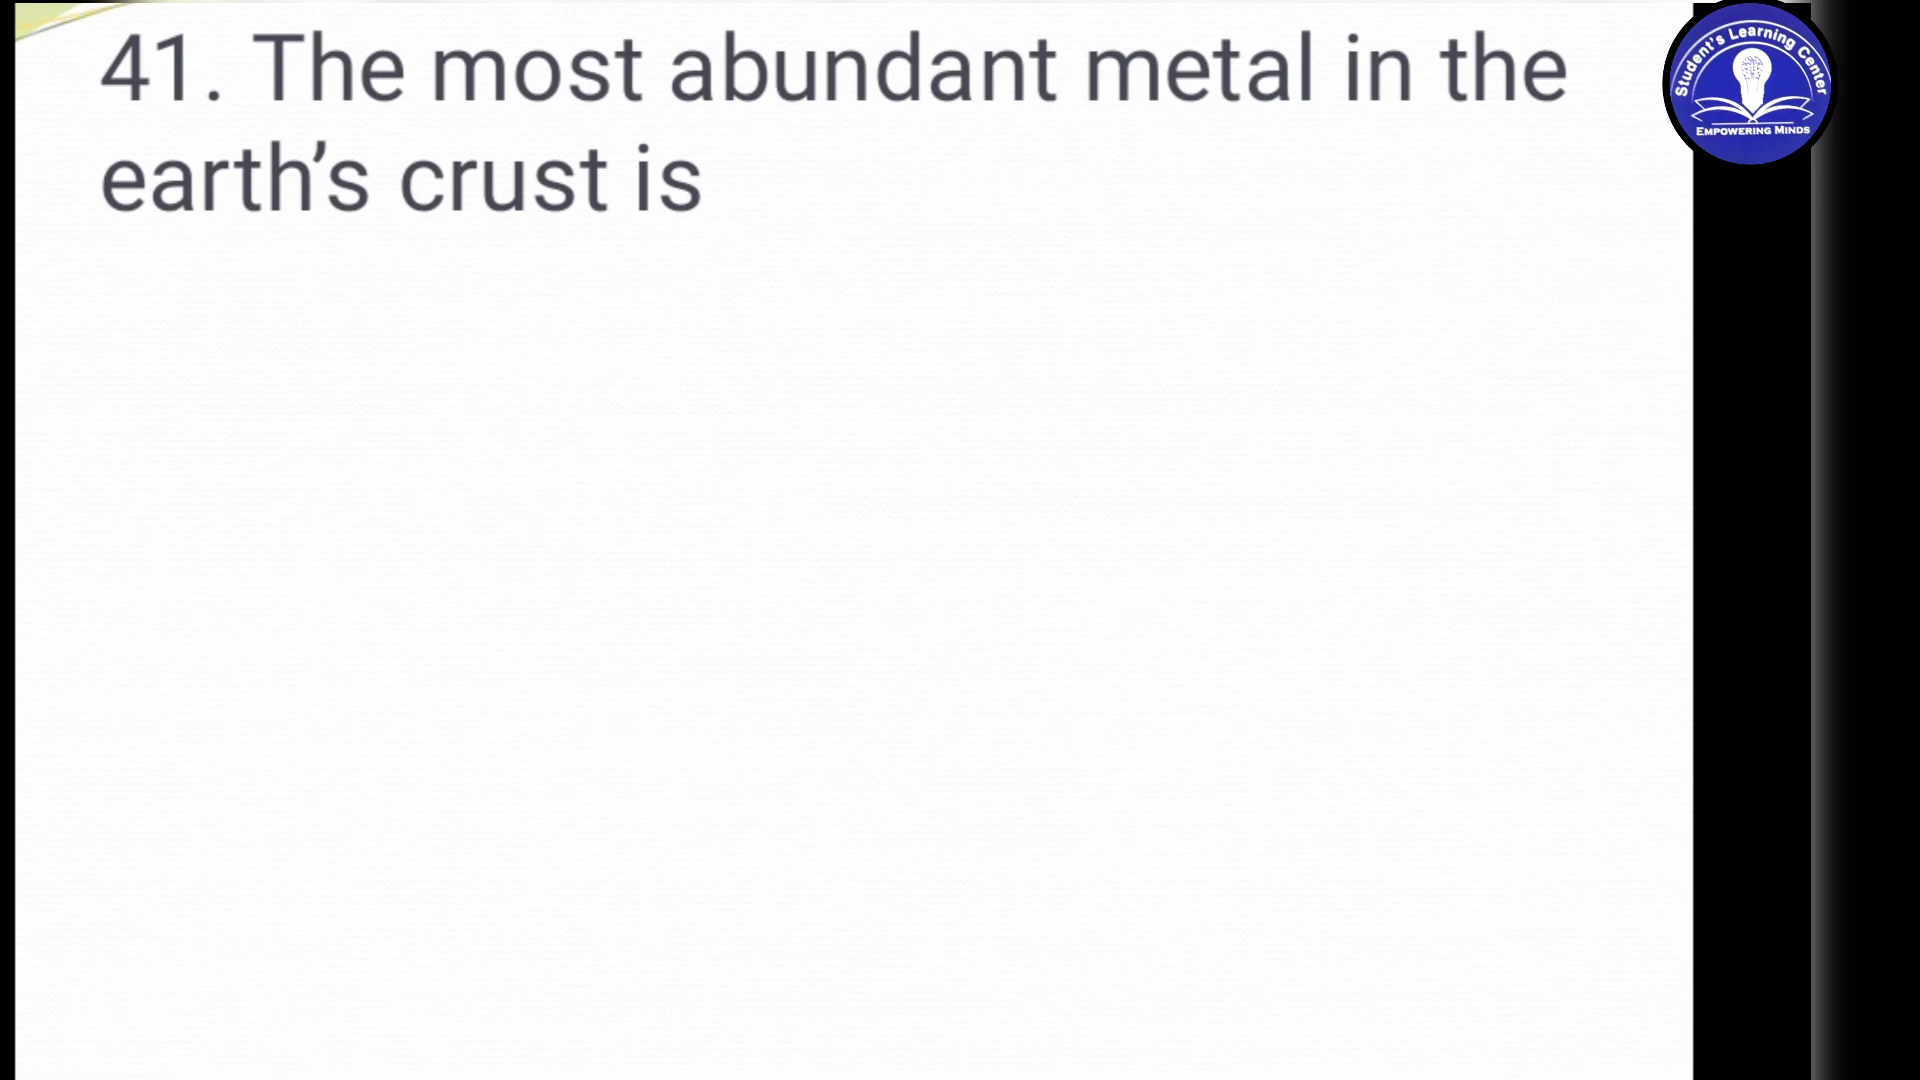 41. The most abundant metal in the
earth’s crust is
Student's Learning Center
EMPOWERING MINDS